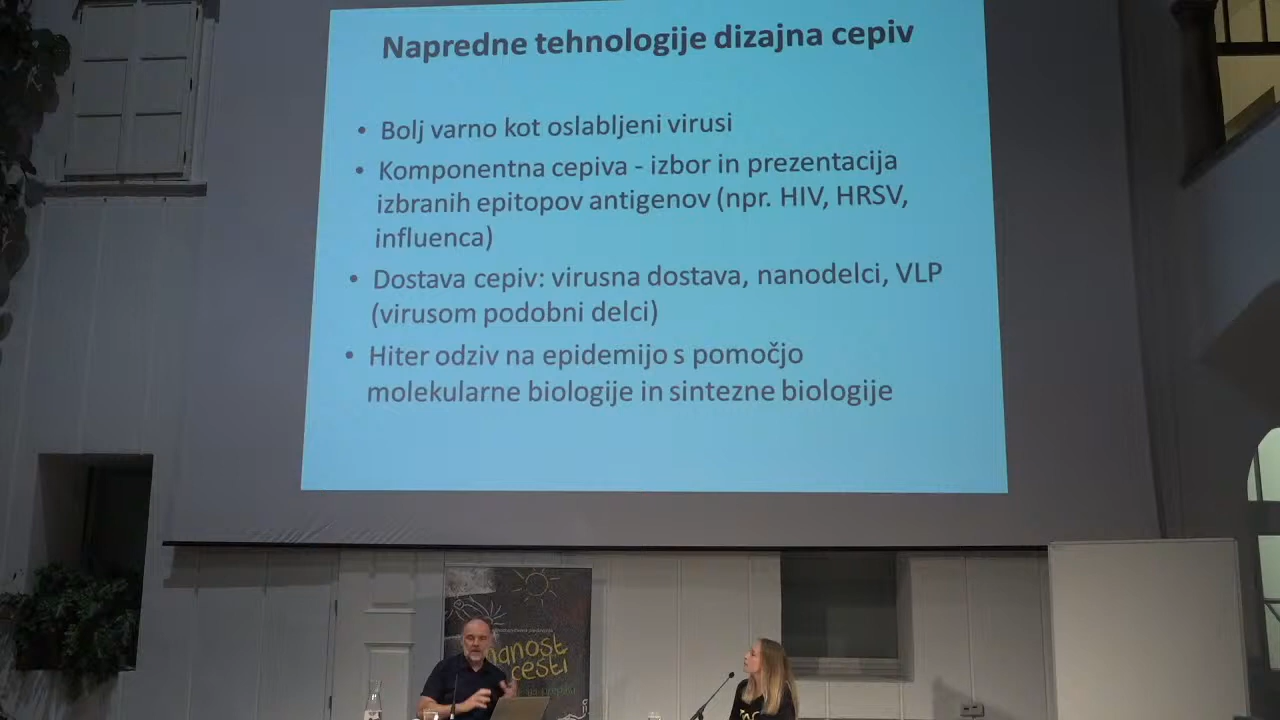 Napredne tehnologije dizajna cepiv
• Bolj varno kot oslabljeni virusi
• Komponentna cepiva - izbor in prezentacija
izbranih epitopov antigenov (npr. HIV, HRSV,
influenca)
• Dostava cepiv: virusna dostava, nanodelci, VLP
(virusom podobni delci)
• Hiter odziv na epidemijo s pomočjo
molekularne biologije in sintezne biologije
nanost
cesti